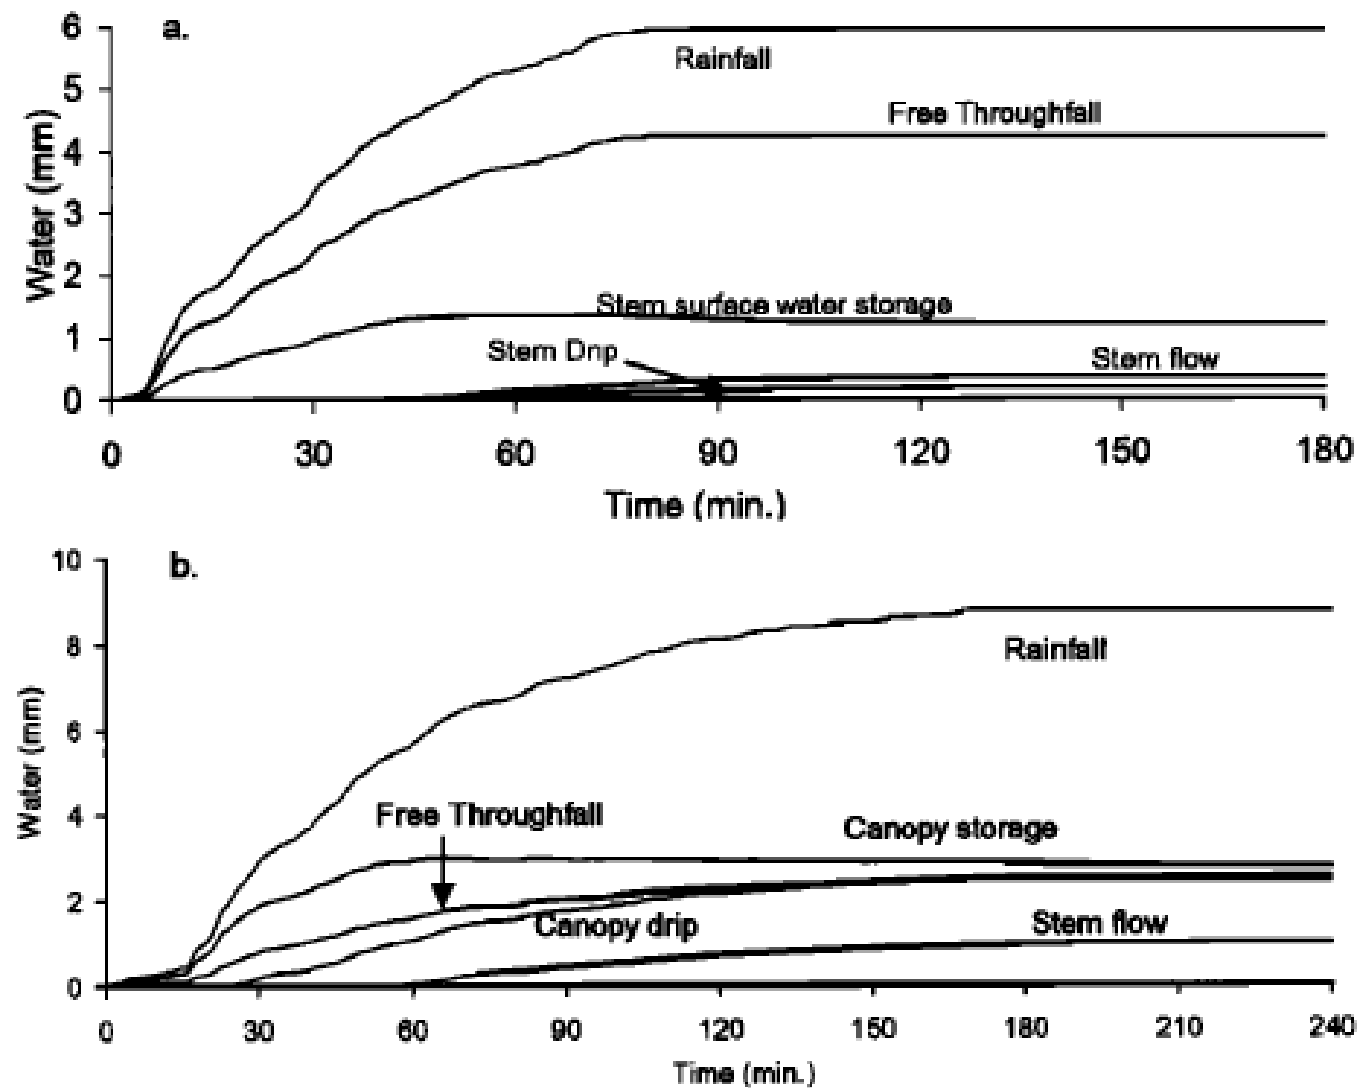 a.
6
5
4
3
2
1
0
Water (mm)
Rainfall
Free Throughfall
Stem surface water storage
Stem Drip
Stem flow
0 30 60 90 120 150 180
Time (min.)
b.
10
8
6
4
2
0
Water (mm)
Rainfall
Free Throughfall
Canopy storage
Canopy drip
Stem flow
0 30 60 90 120 150 180 210 240
Time (min.)